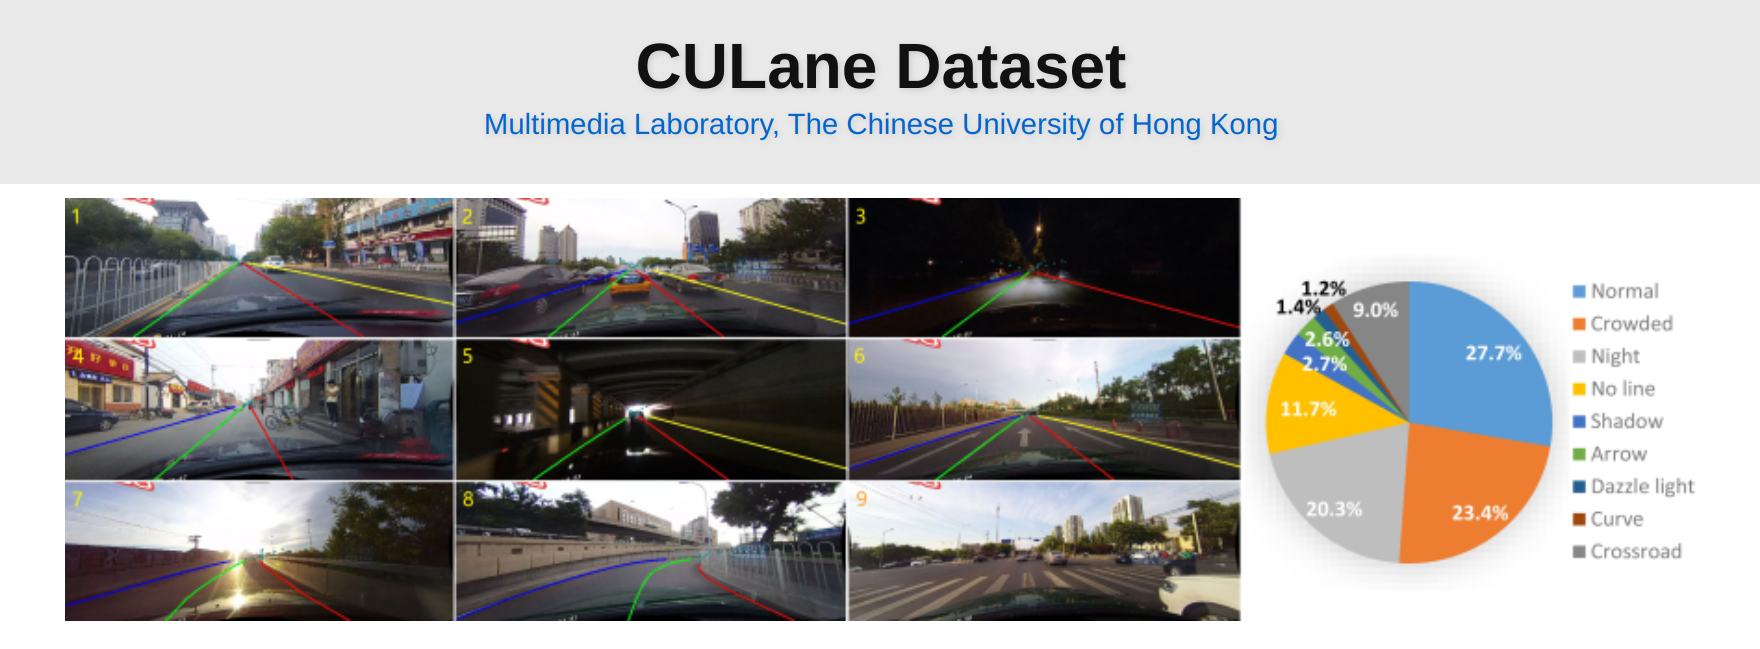 CULane Dataset
Multimedia Laboratory, The Chinese University of Hong Kong
1
2
3
4
5
6
7
8
9
1.2%
1.4%
9.0%
2.6%
2.7%
27.7%
11.7%
20.3%
23.4%
Normal
Crowded
Night
No line
Shadow
Arrow
Dazzle light
Curve
Crossroad